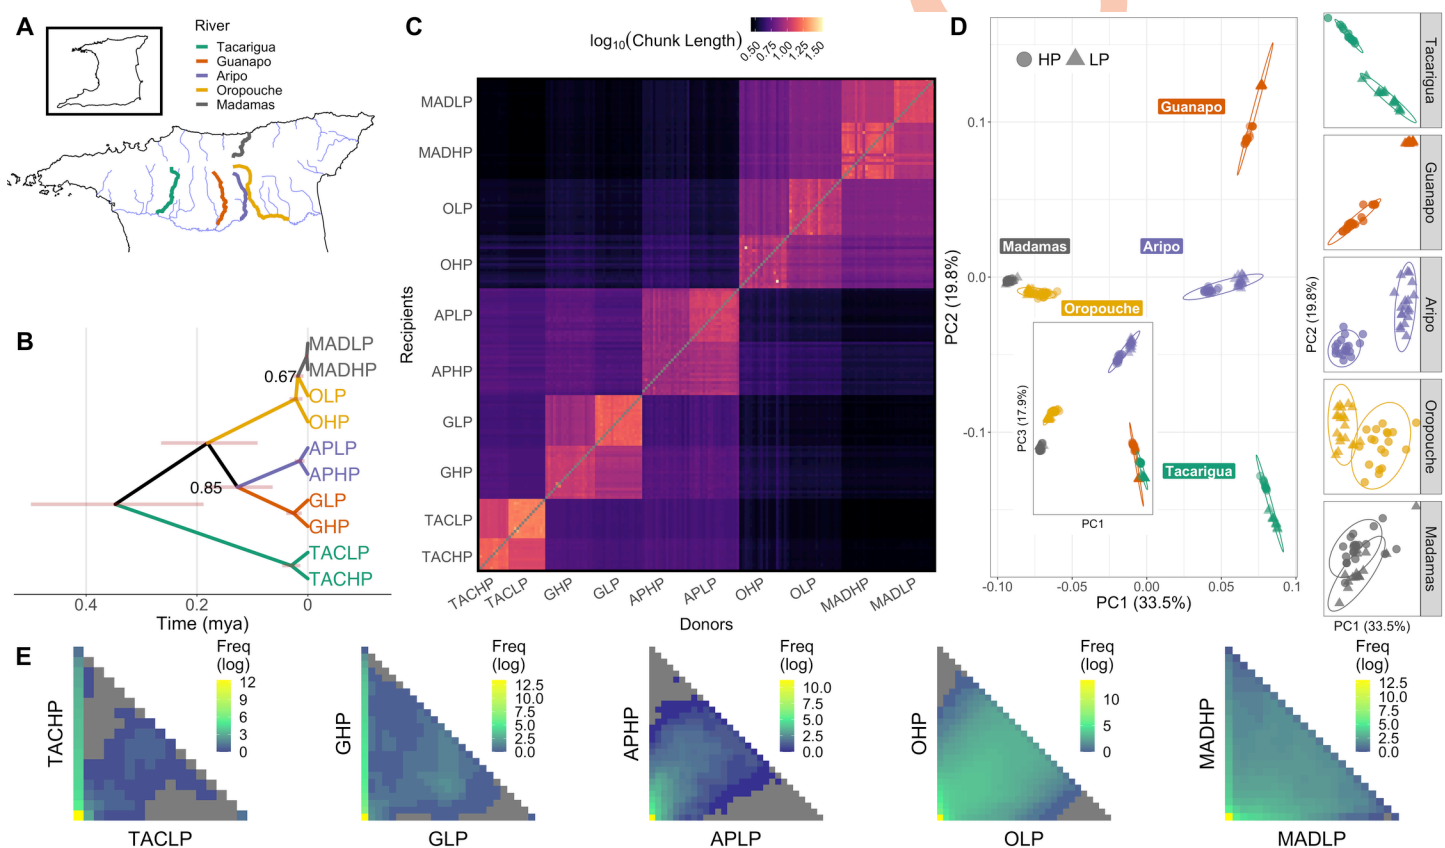 A
River
Tacarigua
Guanapo
Aripo
Oropouche
Madamas
B
MADLP
MADHP
0.67
OLP
OHP
APLP
APHP
0.85
GLP
GHP
TACLP
TACHP
0.4 0.2 0
Time (mya)
C
log10(Chunk Length)
0.50 0.75 1.00 1.25 1.50
Recipients
MADLP
MADHP
OLP
OHP
APLP
APHP
GLP
GHP
TACLP
TACHP
TACHP TACLP GHP GLP APHP APLP OHP OLP MADHP MADLP
Donors
D
HP LP
PC2 (19.8%)
0.1
0.0
-0.1
Guanapo
Madamas
Aripo
Oropouche
Tacarigua
PC3 (17.9%)
PC1
-0.10 -0.05 0.00 0.05 0.1
PC1 (33.5%)
PC2 (19.8%)
Tacarigua
Guanapo
Aripo
Oropouche
Madamas
PC1 (33.5%)
E
TACHP
Freq
(log)
12
9
6
3
0
TACLP
GHP
Freq
(log)
12.5
10.0
7.5
5.0
2.5
0.0
GLP
APHP
Freq
(log)
10.0
7.5
5.0
2.5
0.0
APLP
OHP
Freq
(log)
10
5
0
OLP
MADHP
Freq
(log)
12.5
10.0
7.5
5.0
2.5
0.0
MADLP